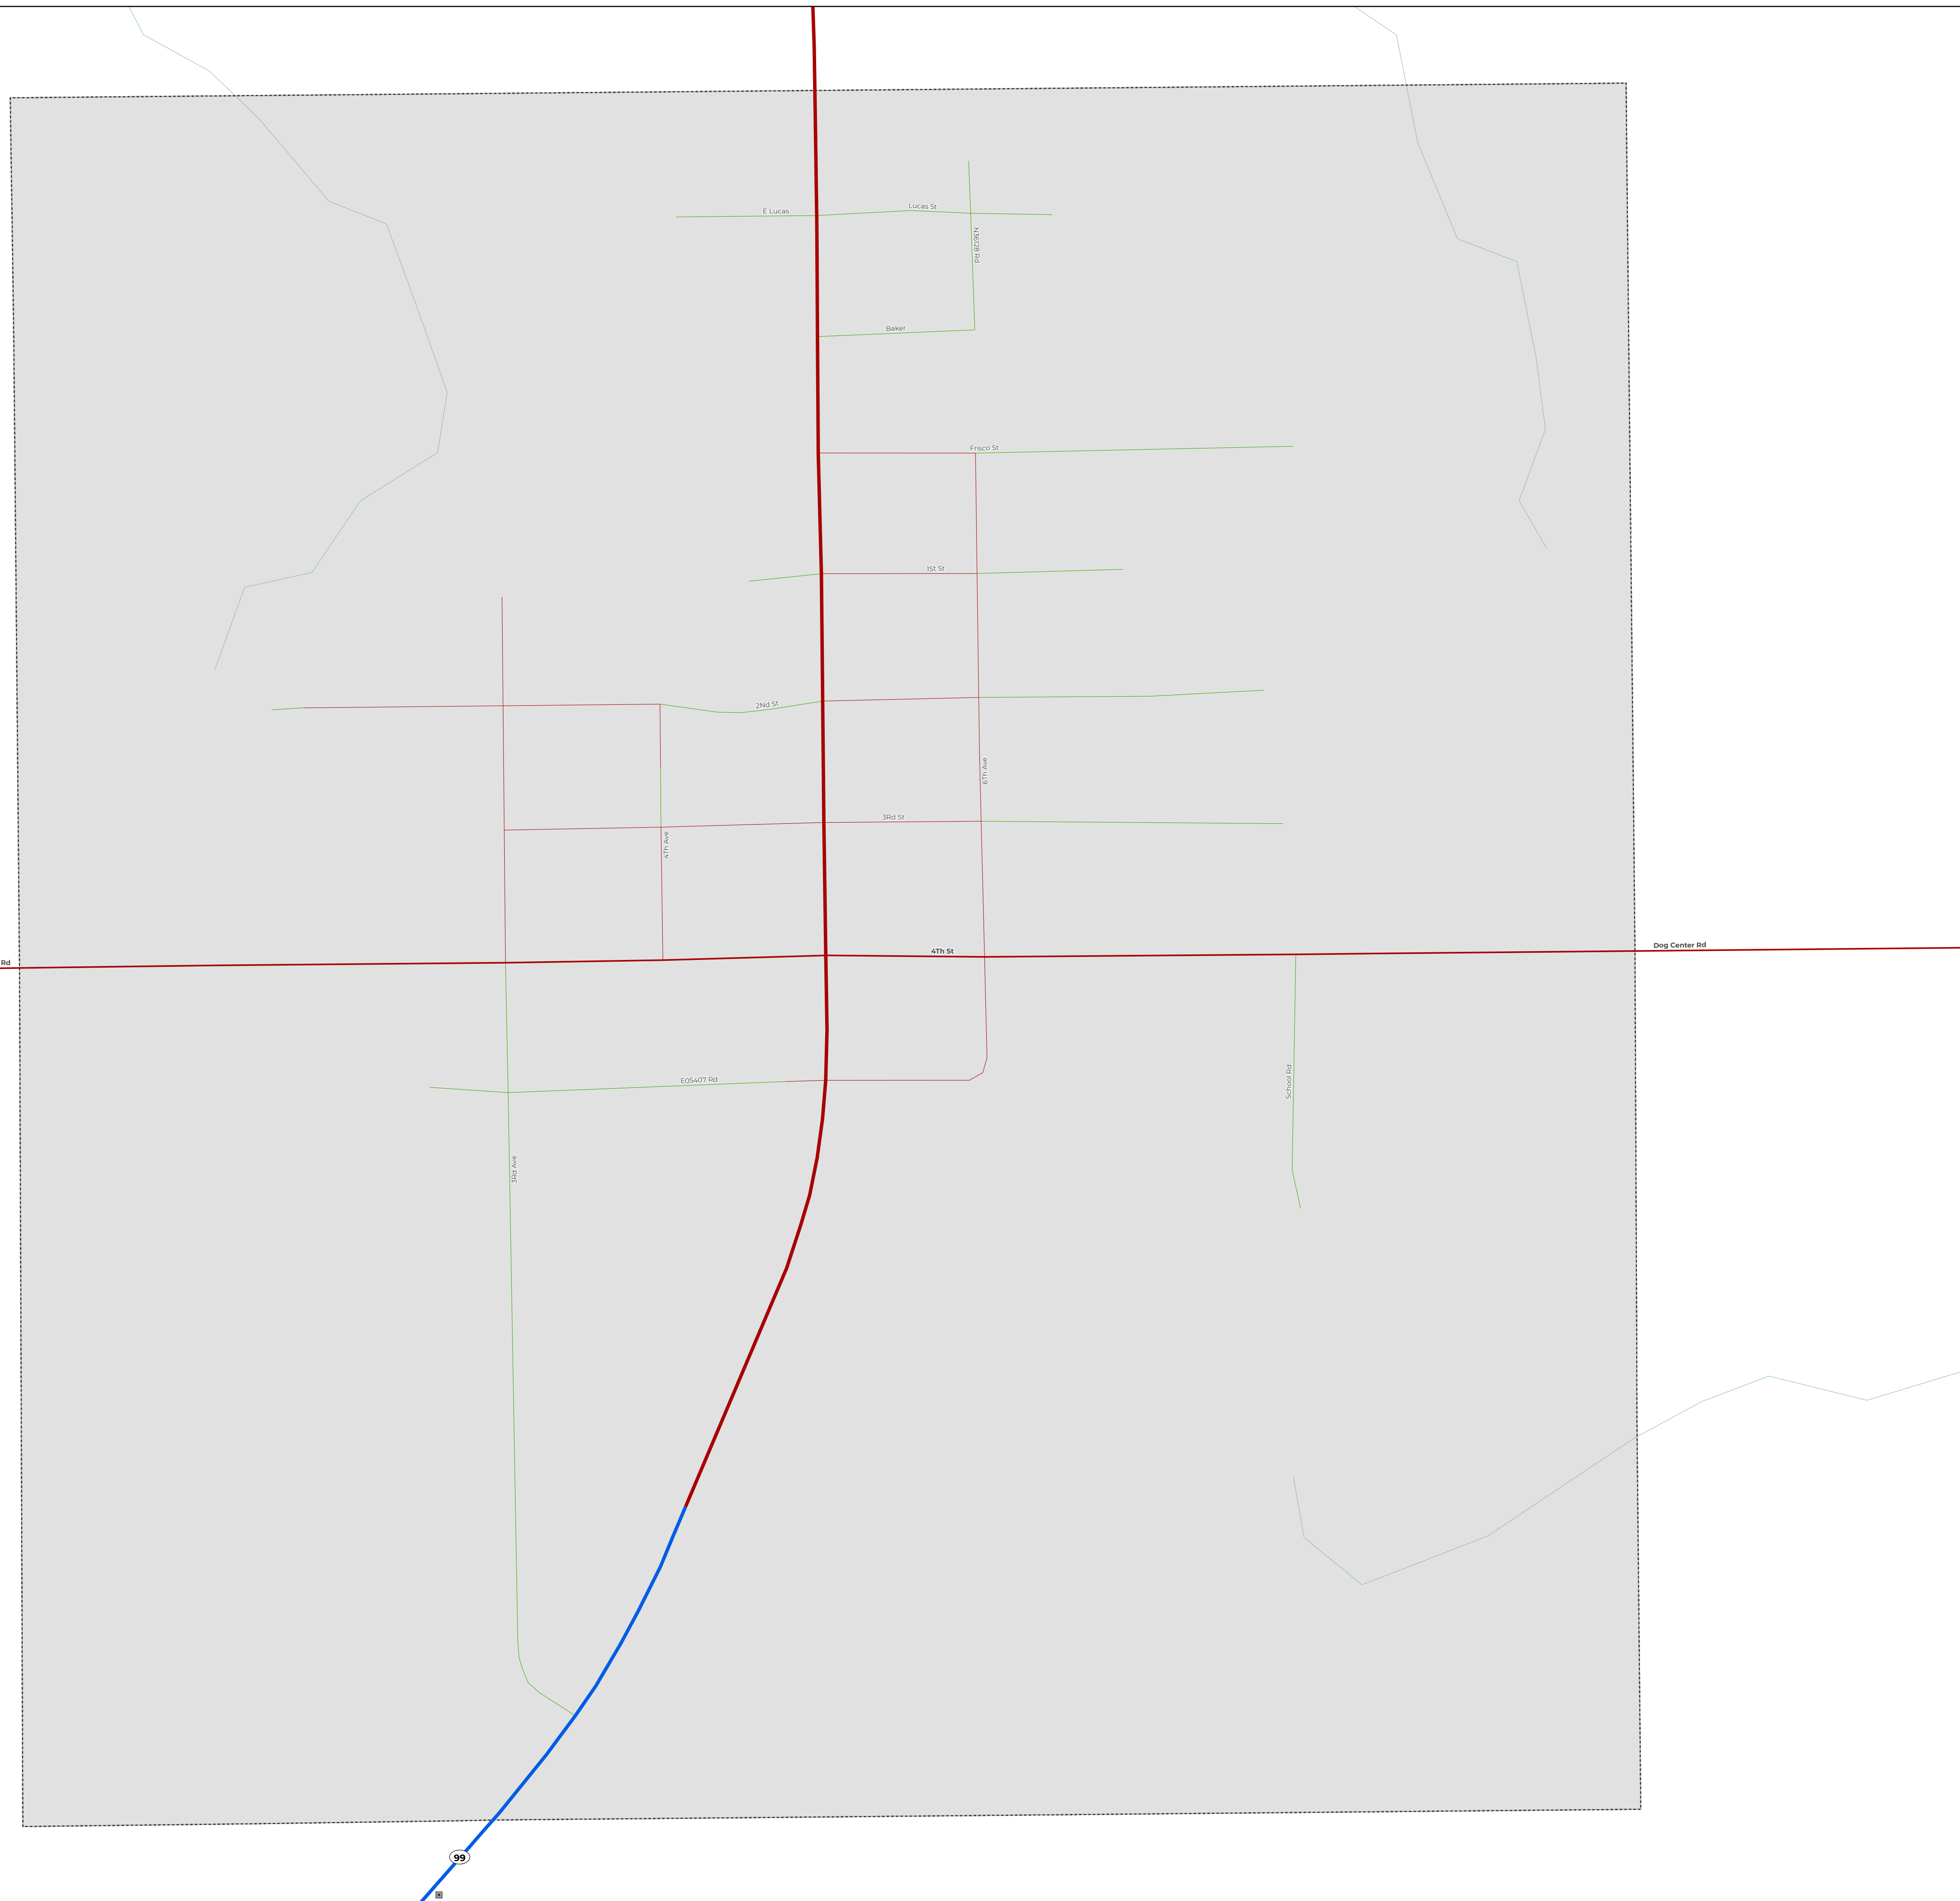 E Lucas
Lucas St
N3612B Rd
Baker
Frisco St
1St St
2Nd St
6Th Ave
3Rd St
4Th Ave
4Th St
Dog Center Rd
Rd
School Rd
E05407 Rd
3Rd Ave
99